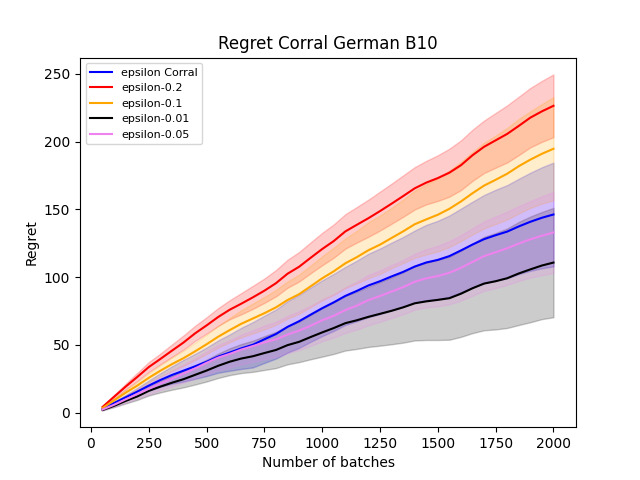 Regret Corral German B10
epsilon Corral
epsilon-0.2
epsilon-0.1
epsilon-0.01
epsilon-0.05
Regret
250
200
150
100
50
0
0 250 500 750 1000 1250 1500 1750 2000
Number of batches